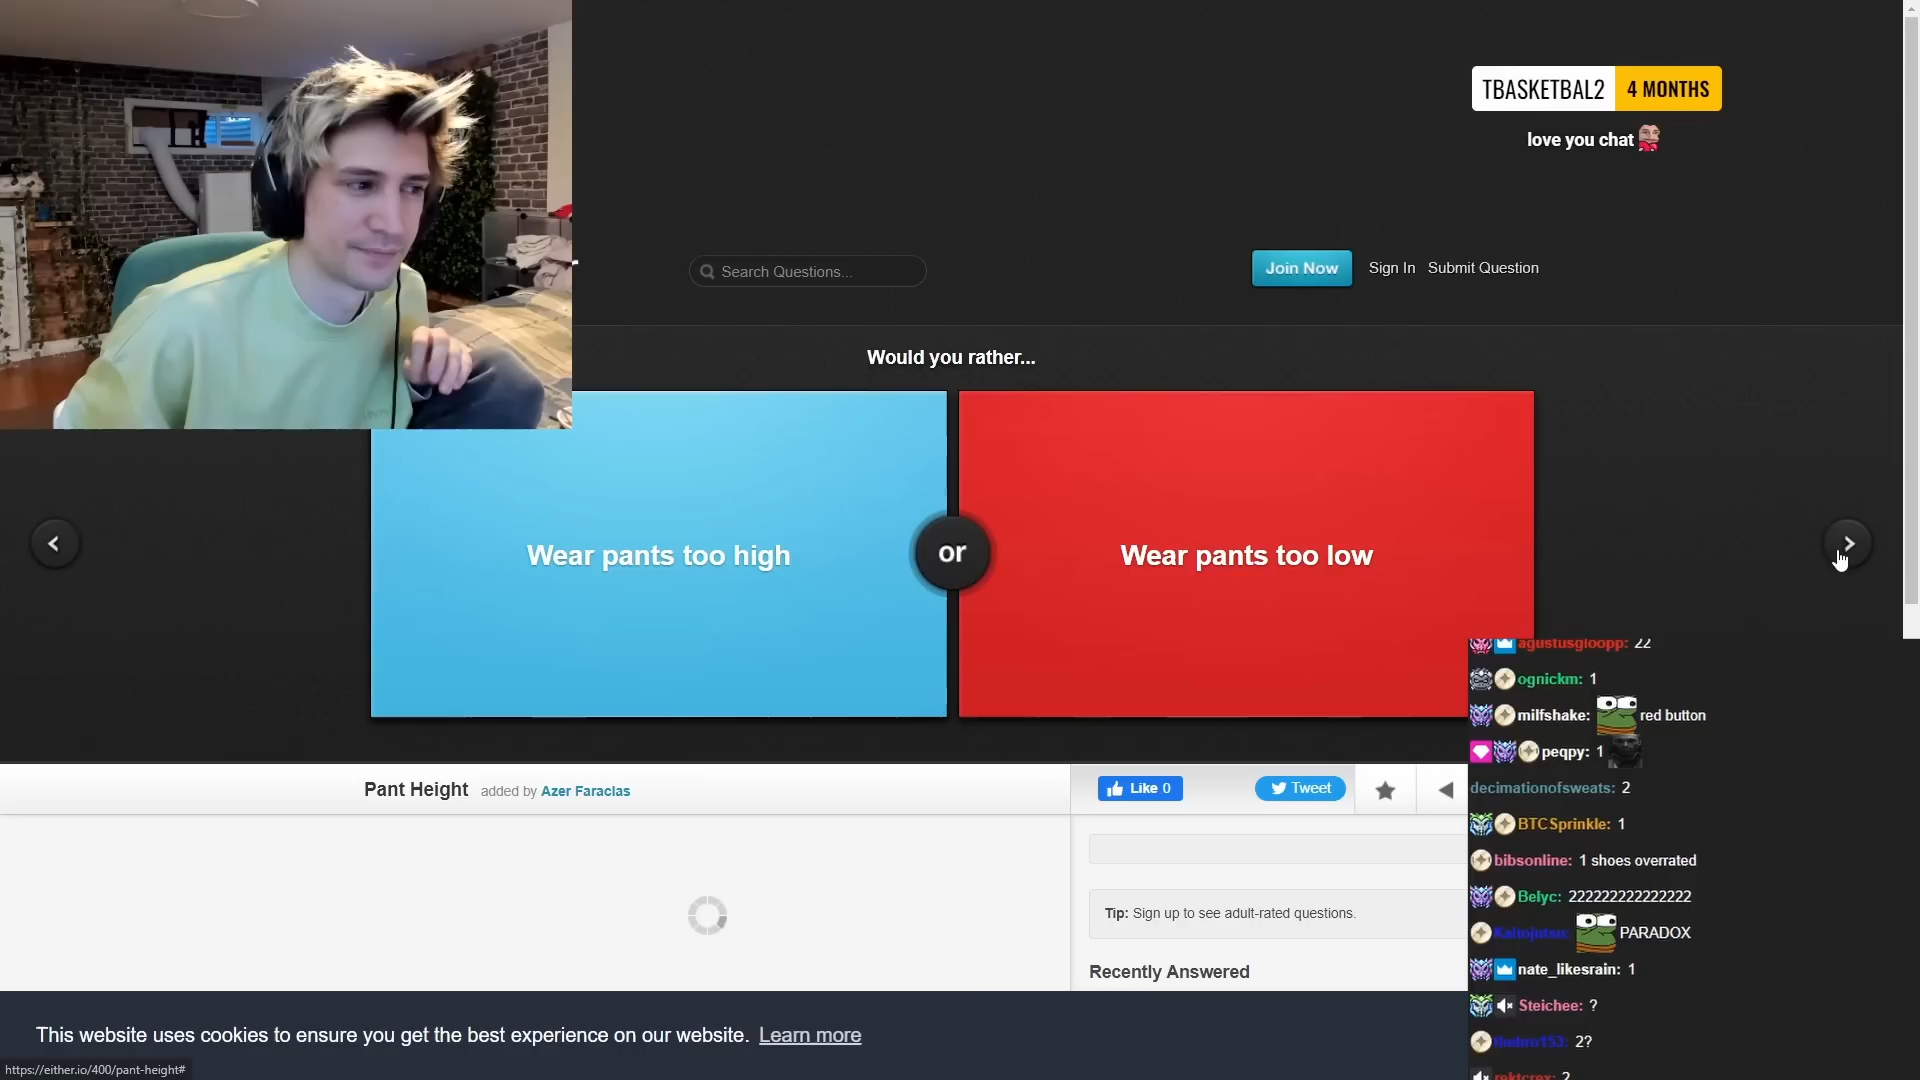 TBASKETBAL2 4 MONTHS
love you chat
Search Questions...
Join Now Sign In Submit Question
Would you rather...
Wear pants too high
or
Wear pants too low
Pant Height added by Azer Faracias
Like 0
Tweet
Tip: Sign up to see adult-rated questions.
Recently Answered
agustusgloopp: 22
ognickm: 1
milfshake: red button
peqpy: 1
decimationofsweats: 2
BTCSprinkle: 1
bibsonline: 1 shoes overrated
Belyc: 222222222222222
PARADOX
nate_likesrain: 1
Steichee: ?
2?
This website uses cookies to ensure you get the best experience on our website. Learn more
https://either.io/400/pant-height#